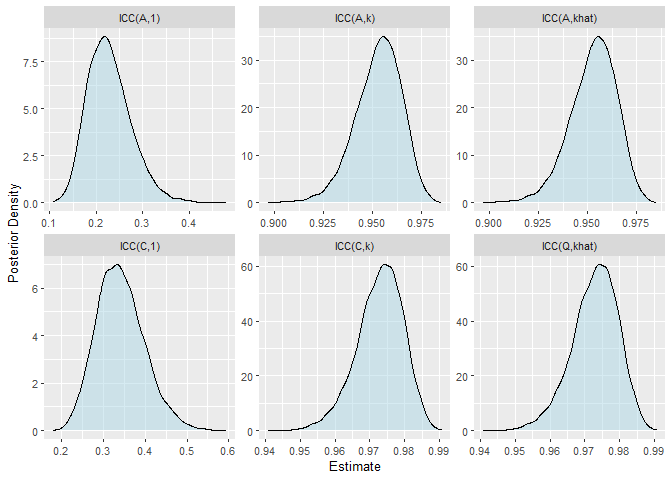 ICC(A,1) ICC(A,k) ICC(A,khat)
7.5 30 30
5.0 20 20
2.5 10 10
0.0 0 0
0.1 0.2 0.3 0.4 0.900 0.925 0.950 0.975 0.900 0.925 0.950 0.975
Posterior Density
ICC(C,1) ICC(C,k) ICC(Q,khat)
6 60 60
4 40 40
2 20 20
0 0 0
0.2 0.3 0.4 0.5 0.6 0.94 0.95 0.96 0.97 0.98 0.99 0.94 0.95 0.96 0.97 0.98 0.99
Estimate